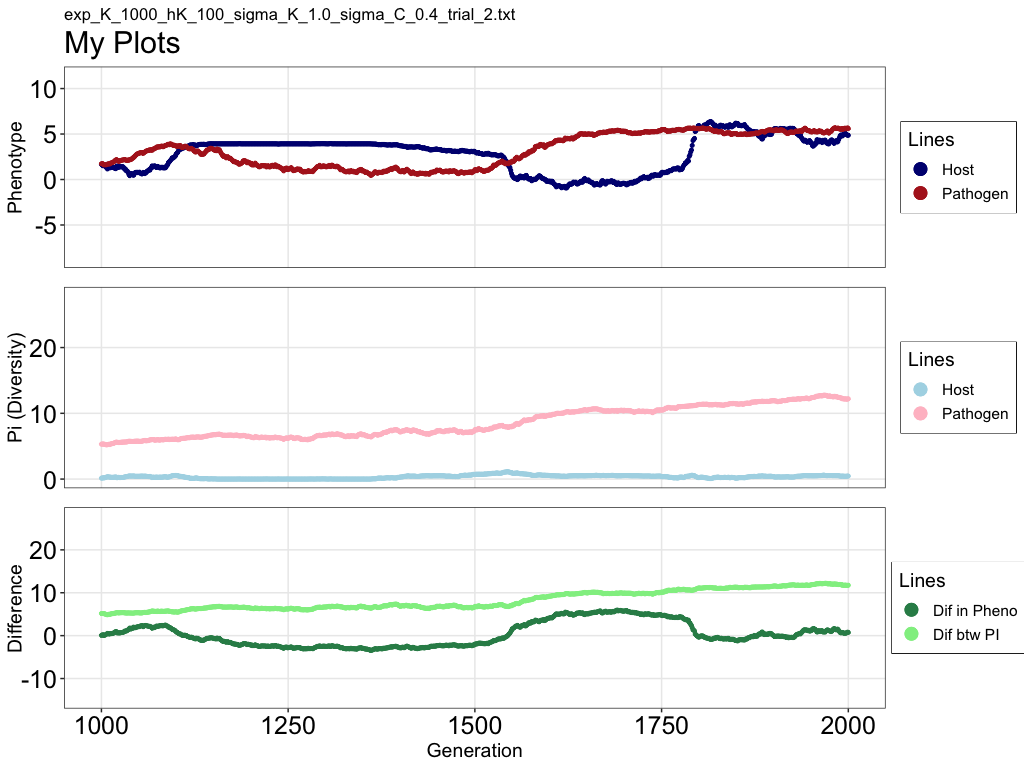 exp_K_1000_hK_100_sigma_K_1.0_sigma_C_0.4_trial_2.txt
My Plots
Phenotype
10
5
0
-5
Lines
Host
Pathogen
Pi (Diversity)
20
10
0
Lines
Host
Pathogen
Difference
20
10
0
-10
Lines
Dif in Pheno
Dif btw PI
1000 1250 1500 1750 2000
Generation